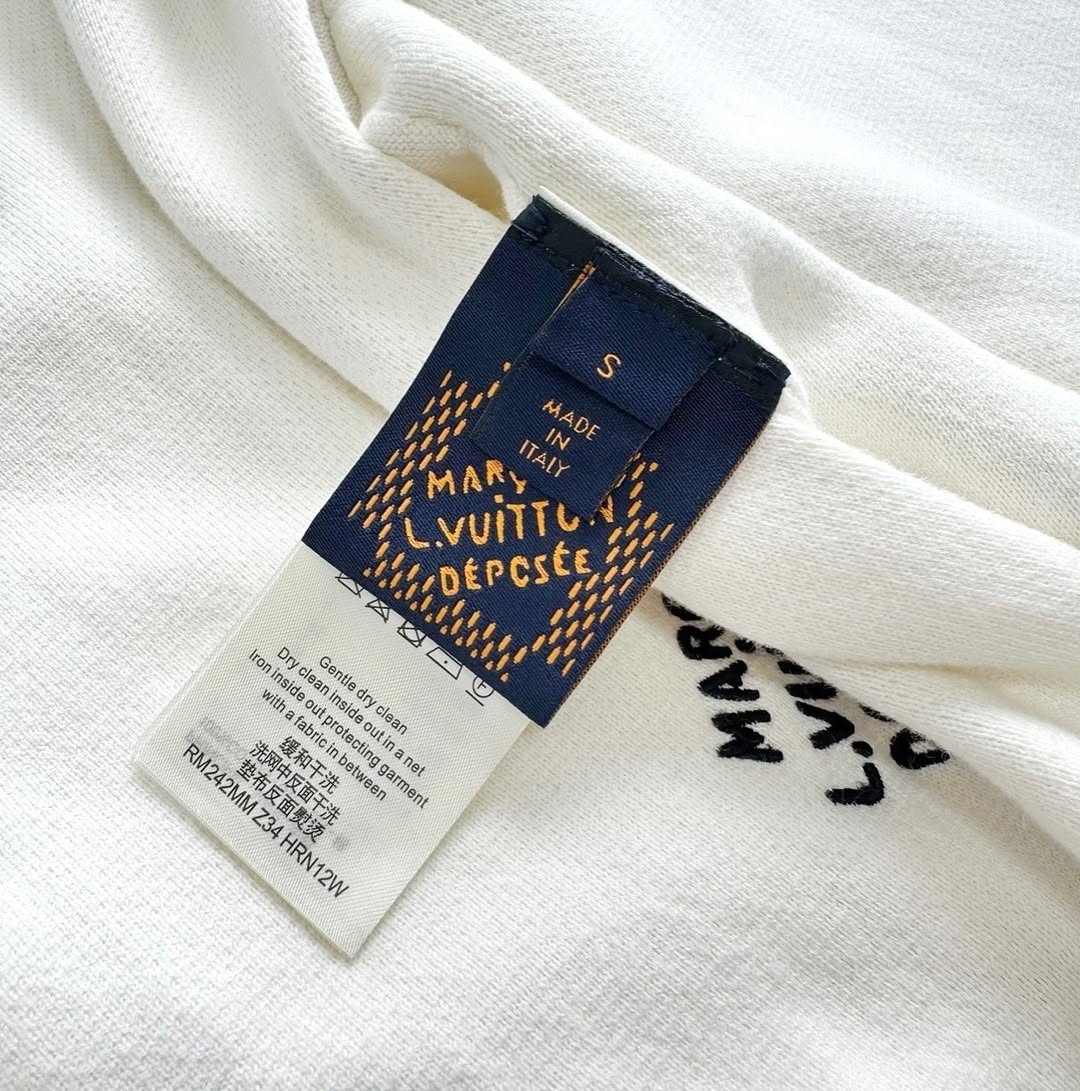 S
MADE
IN
ITALY
L.VUITTON
DÉPCSÉE
Gentle dry clean
Dry clean inside out in a net
Iron inside out protecting garment
with a fabric in between
缓和干洗
洗网中反面干洗
垫布反面熨烫
RM242MM Z34 HRN12W